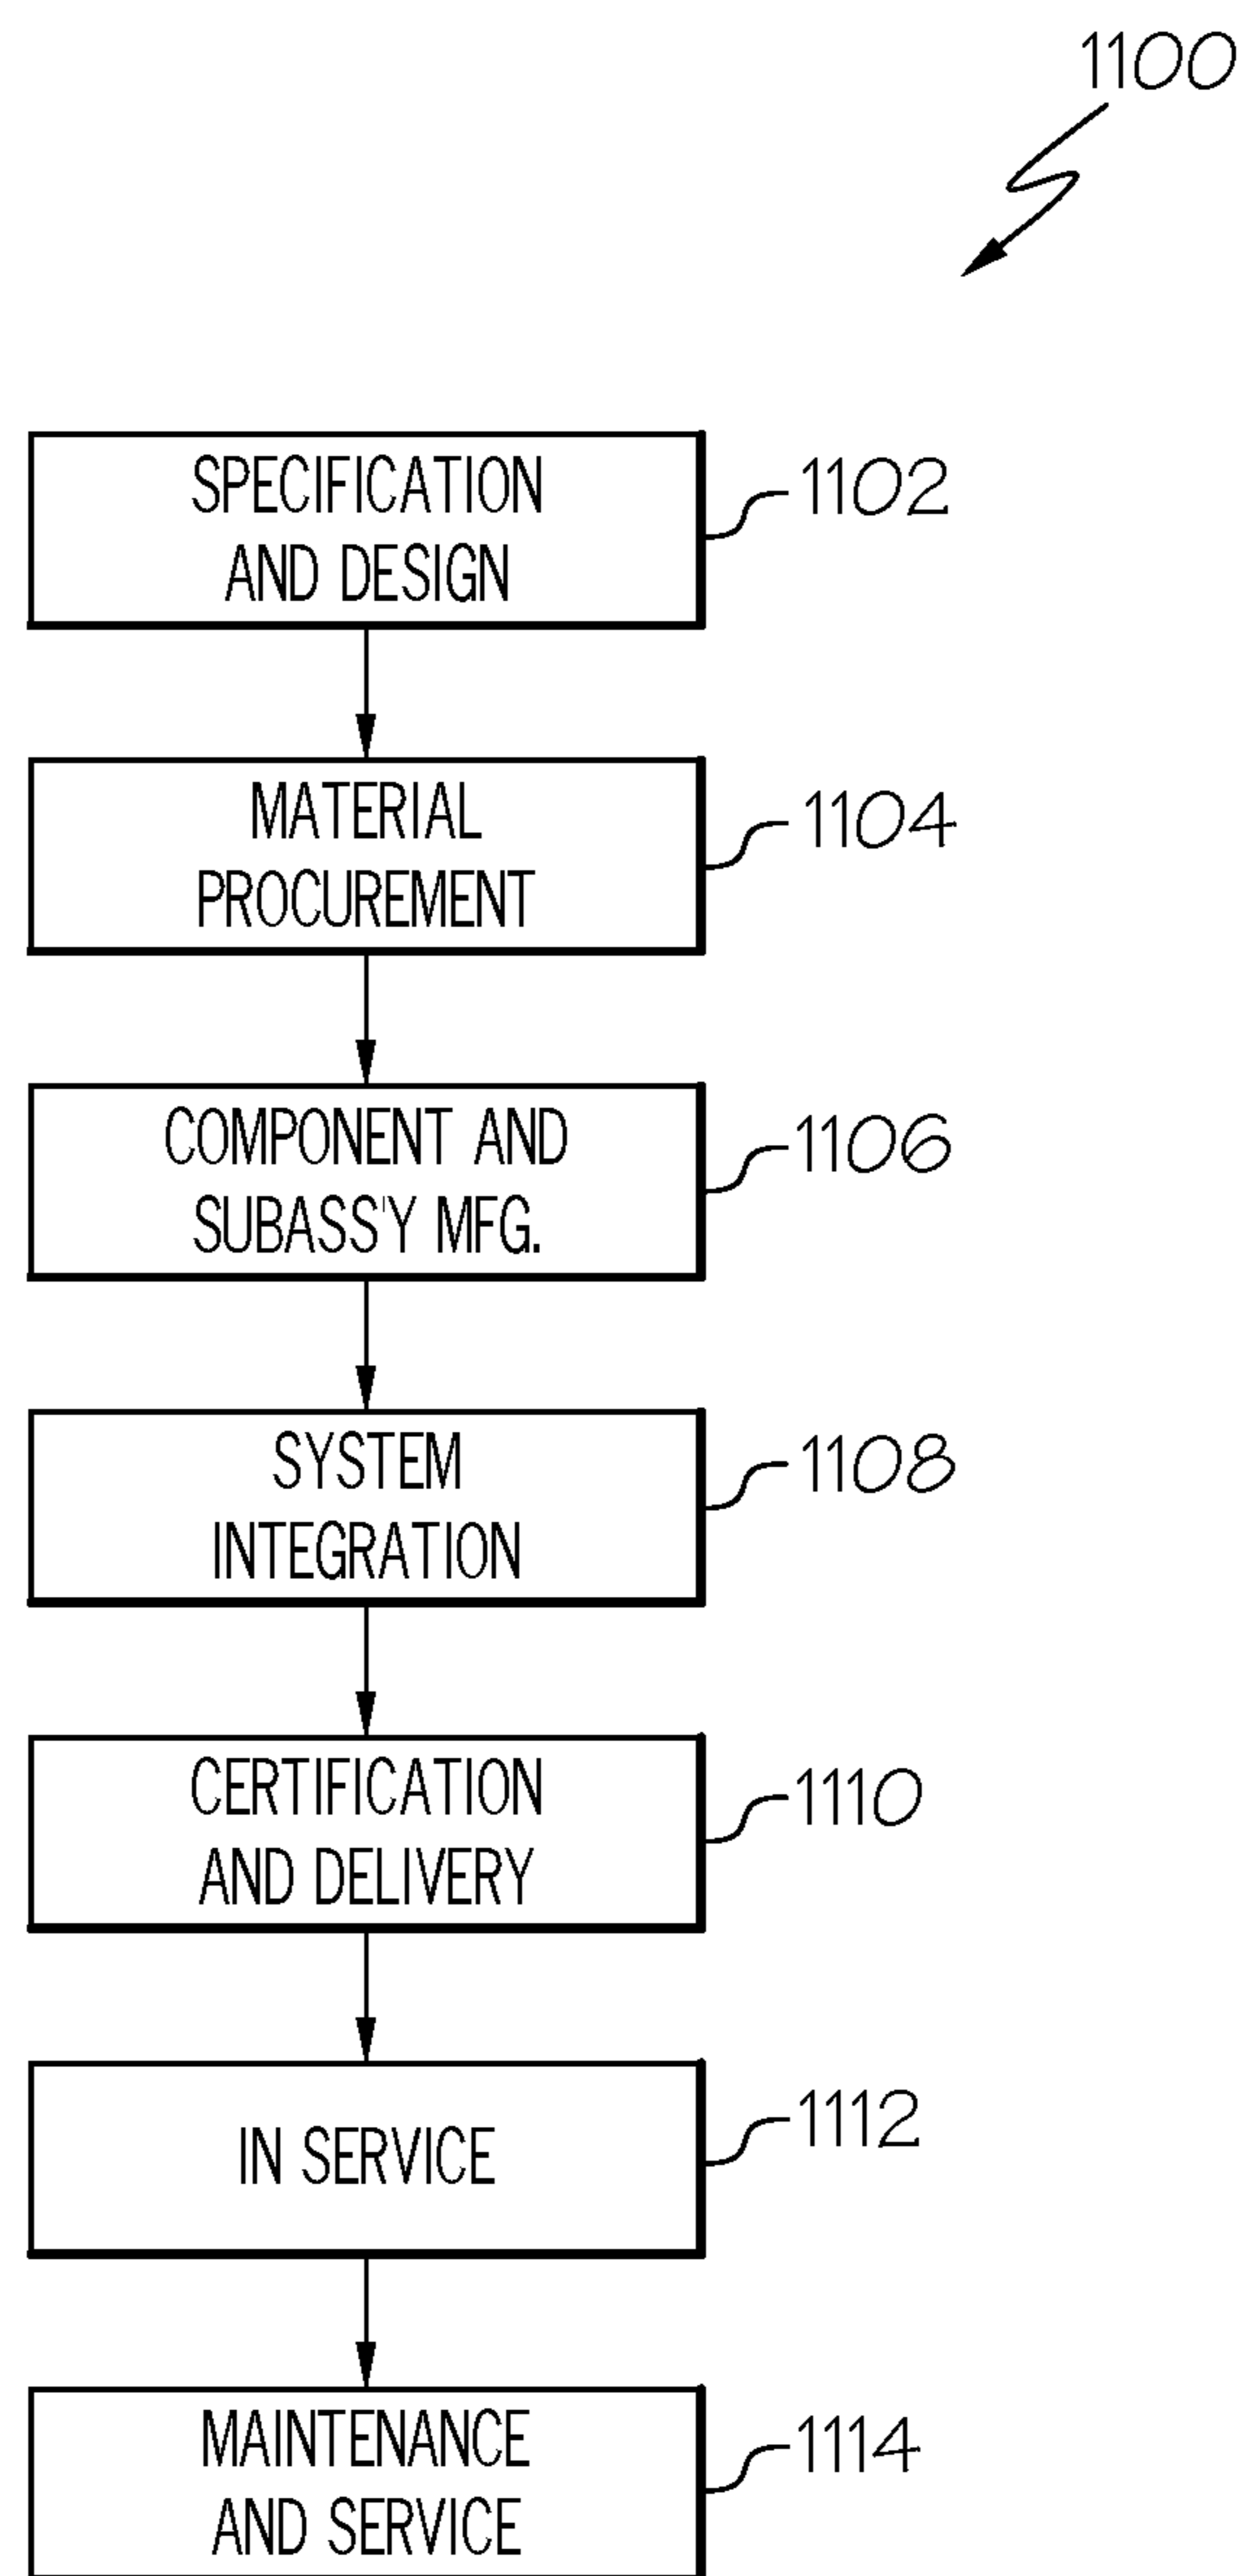 1100
SPECIFICATION
AND DESIGN
1102
MATERIAL
PROCUREMENT
1104
COMPONENT AND
SUBASS'Y MFG.
1106
SYSTEM
INTEGRATION
1108
CERTIFICATION
AND DELIVERY
1110
IN SERVICE
1112
MAINTENANCE
AND SERVICE
1114